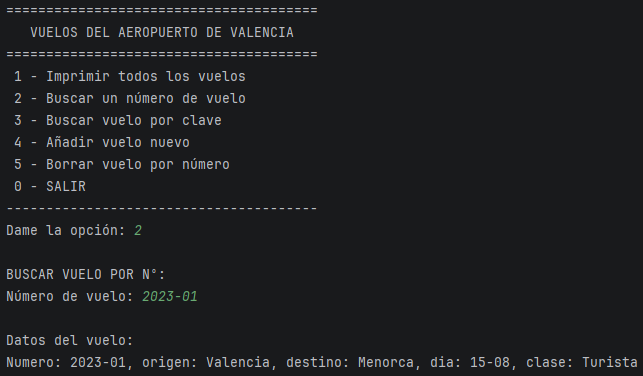 =======================================
VUELOS DEL AEROPUERTO DE VALENCIA
=======================================
1 - Imprimir todos los vuelos
2 - Buscar un número de vuelo
3 - Buscar vuelo por clave
4 - Añadir vuelo nuevo
5 - Borrar vuelo por número
0 - SALIR
---------------------------------------
Dame la opción: 2
BUSCAR VUELO POR N°:
Número de vuelo: 2023-01
Datos del vuelo:
Numero: 2023-01, origen: Valencia, destino: Menorca, dia: 15-08, clase: Turista